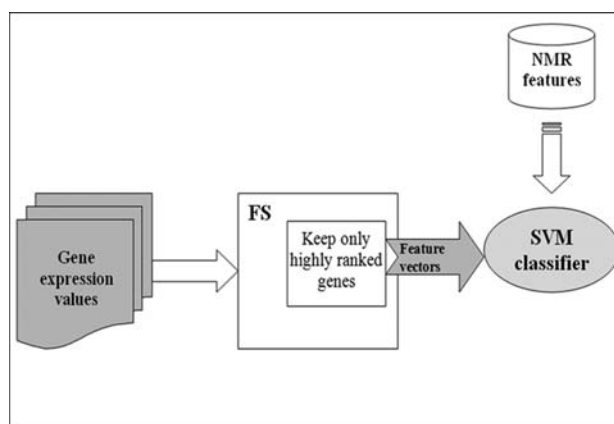 NMR
features
FS
Keep only
highly ranked
genes
Gene
expression
values
Feature
vectors
SVM
classifier